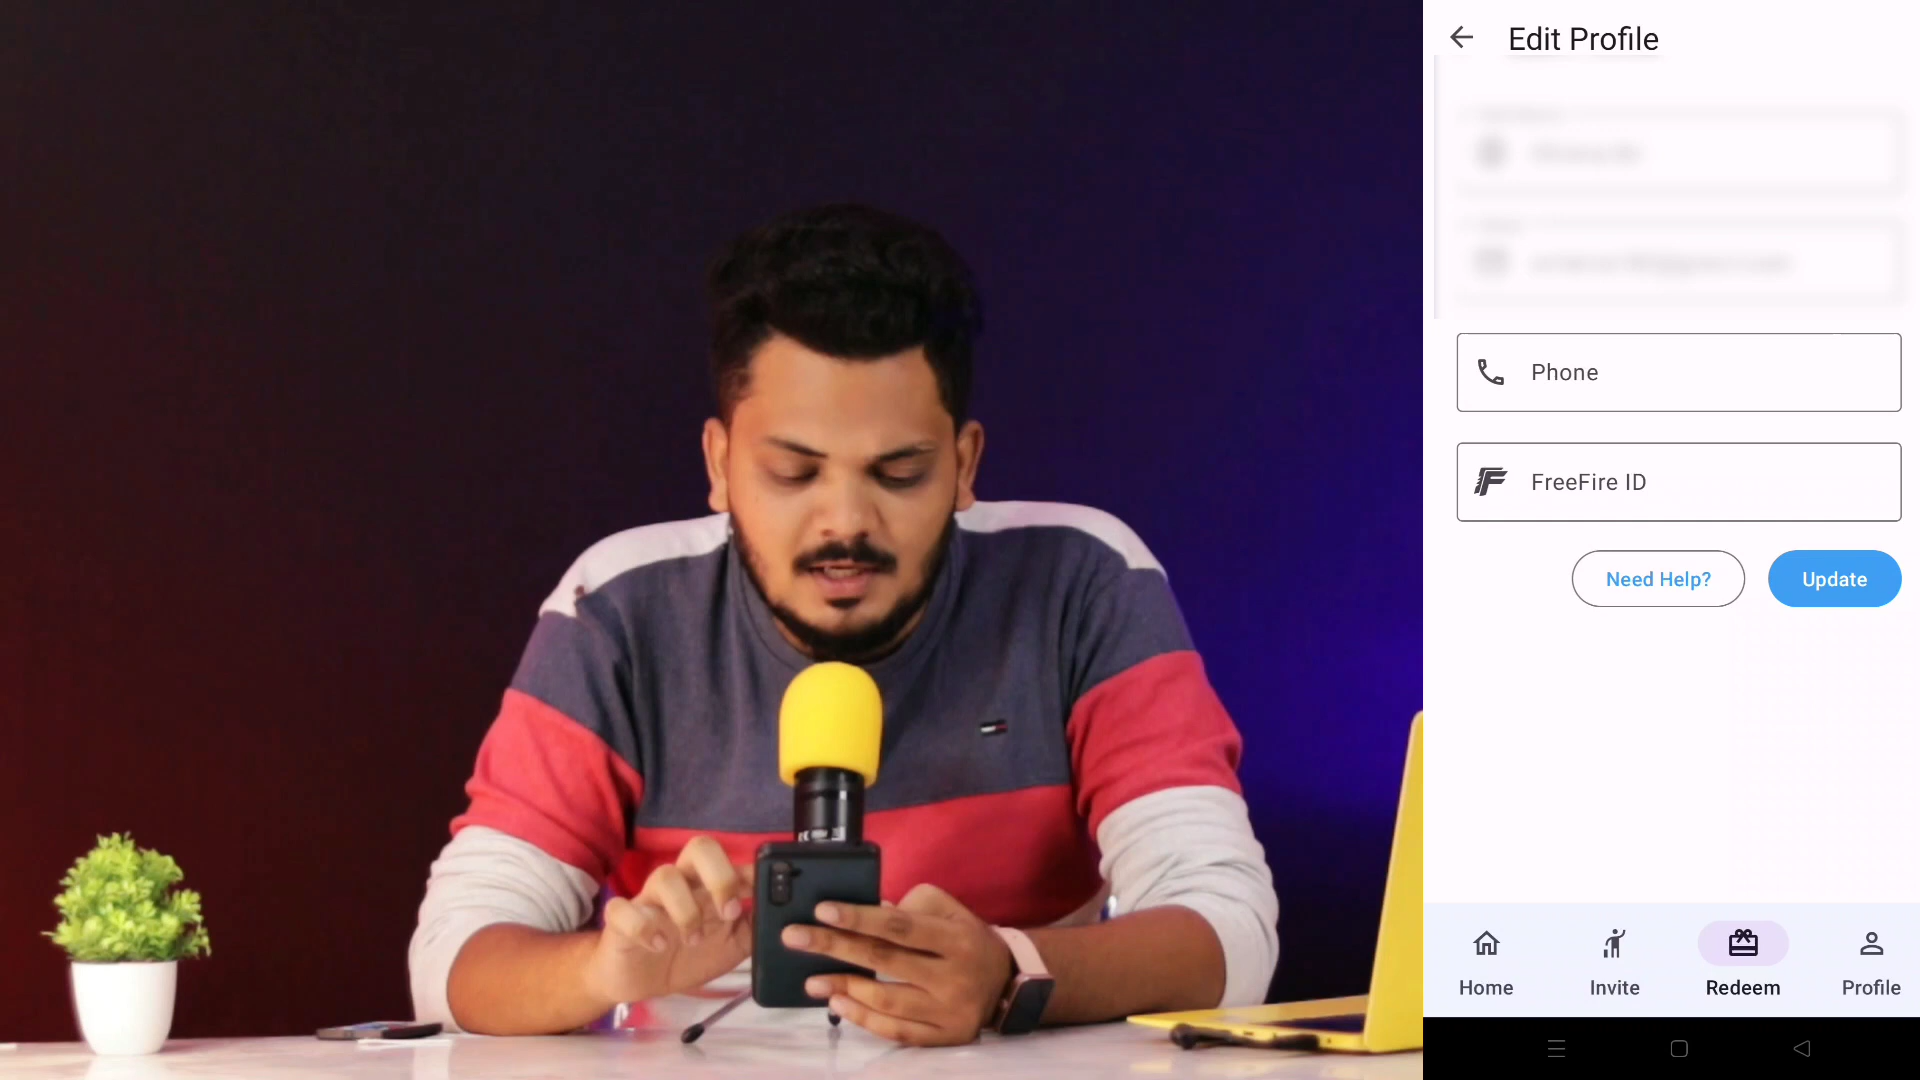 Edit Profile
Phone
FreeFire ID
Need Help?
Update
Home
Invite
Redeem
Profile